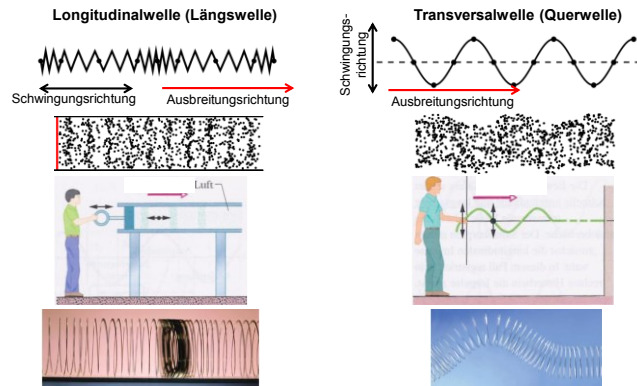 Longitudinalwelle (Längswelle)
Schwingungsrichtung
Ausbreitungsrichtung
Luft
Transversalwelle (Querwelle)
Schwingungs-
richtung
Ausbreitungsrichtung